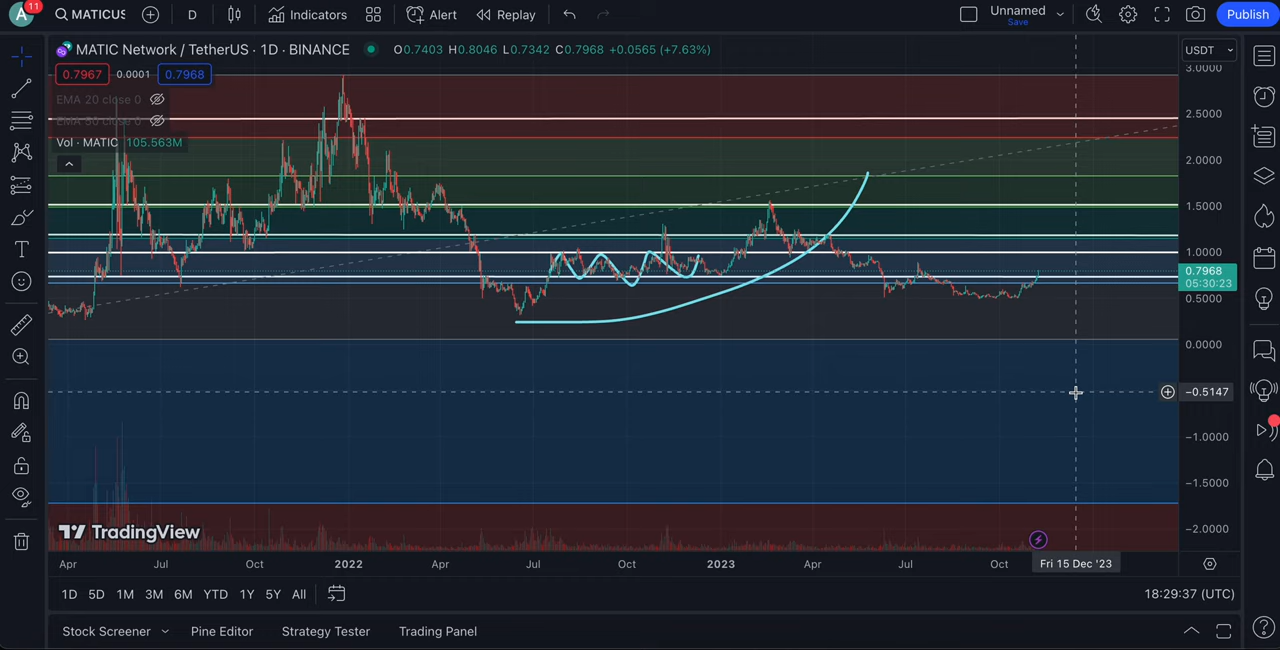 A 11 MATICUS D Indicators Alert Replay Unnamed Save Publish
MATIC Network / TetherUS · 1D · BINANCE O0.7403 H0.8046 L0.7342 C0.7968 +0.0565 (+7.63%) USDT
0.7967 0.0001 0.7968
3.0000
EMA 20 close 0
EMA 50 close 0
Vol · MATIC 105.563M
2.5000
2.0000
1.5000
1.0000
0.7968
05:30:23
0.5000
0.0000
−0.5147
−1.0000
−1.5000
−2.0000
TradingView
Apr Jul Oct 2022 Apr Jul Oct 2023 Apr Jul Oct Fri 15 Dec '23
1D 5D 1M 3M 6M YTD 1Y 5Y All 18:29:37 (UTC)
Stock Screener Pine Editor Strategy Tester Trading Panel